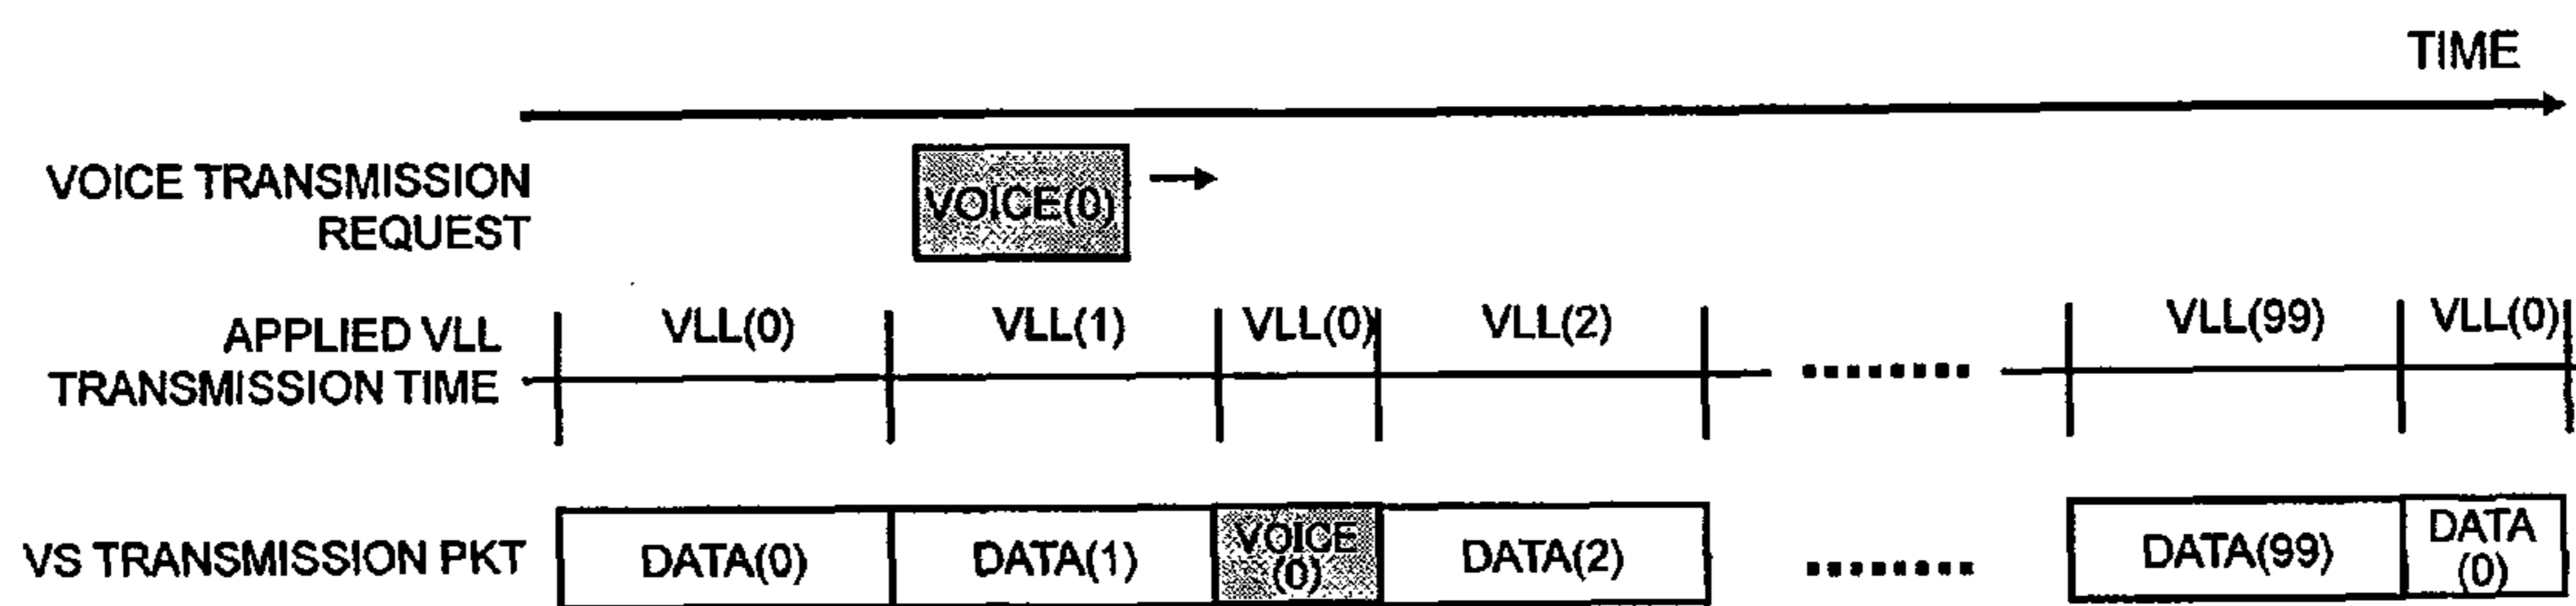 TIME
VOICE TRANSMISSION
REQUEST
VOICE(0)
APPLIED VLL
TRANSMISSION TIME
VLL(0)
VLL(1)
VLL(0)
VLL(2)
VLL(99)
VLL(0)
VS TRANSMISSION PKT
DATA(0)
DATA(1)
VOICE
(0)
DATA(2)
DATA(99)
DATA
(0)